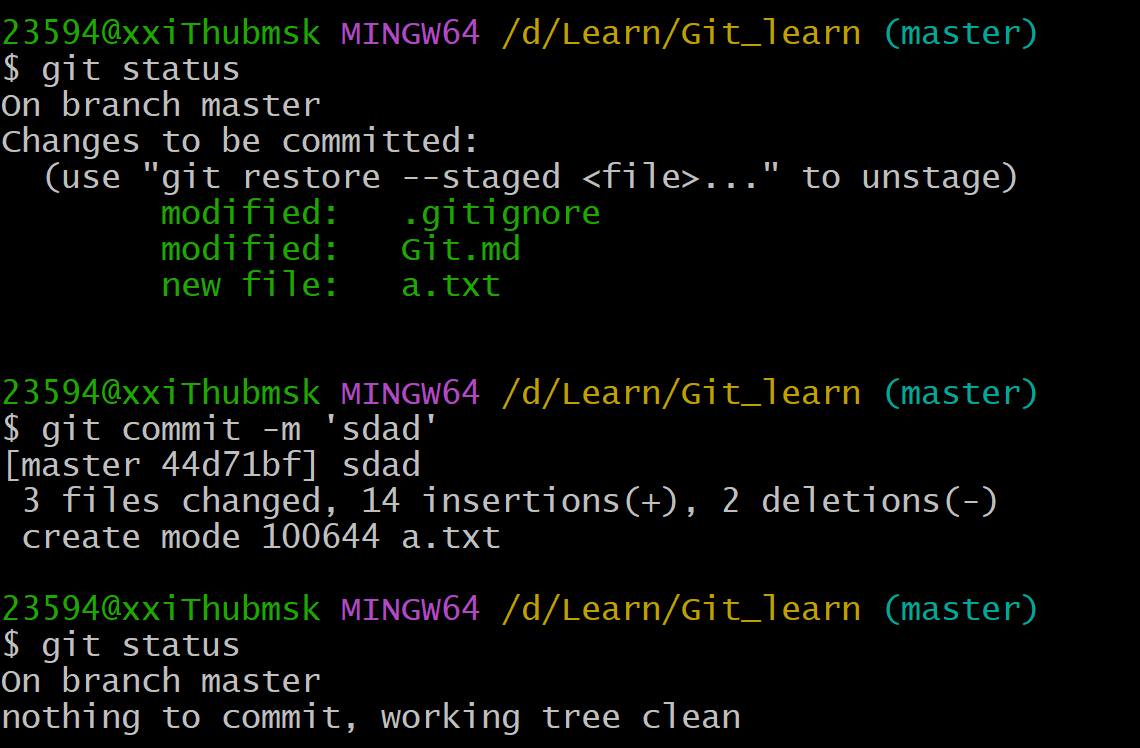 23594@xxiThubmsk MINGW64 /d/Learn/Git_learn (master)
$ git status
On branch master
Changes to be committed:
  (use "git restore --staged <file>..." to unstage)
        modified:   .gitignore
        modified:   Git.md
        new file:   a.txt

23594@xxiThubmsk MINGW64 /d/Learn/Git_learn (master)
$ git commit -m 'sdad'
[master 44d71bf] sdad
 3 files changed, 14 insertions(+), 2 deletions(-)
 create mode 100644 a.txt

23594@xxiThubmsk MINGW64 /d/Learn/Git_learn (master)
$ git status
On branch master
nothing to commit, working tree clean